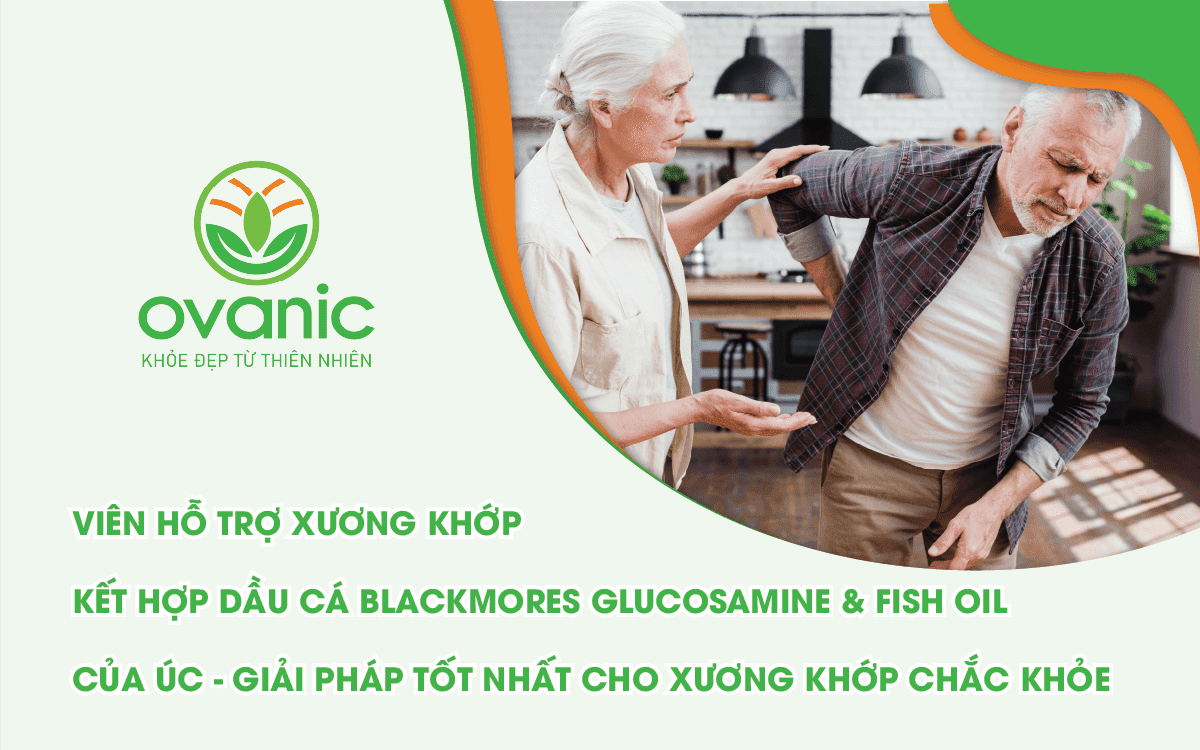 ovanic
KHỎE ĐẸP TỪ THIÊN NHIÊN
VIÊN HỖ TRỢ XƯƠNG KHỚP
KẾT HỢP DẦU CÁ BLACKMORES GLUCOSAMINE & FISH OIL
CỦA ÚC - GIẢI PHÁP TỐT NHẤT CHO XƯƠNG KHỚP CHẮC KHỎE